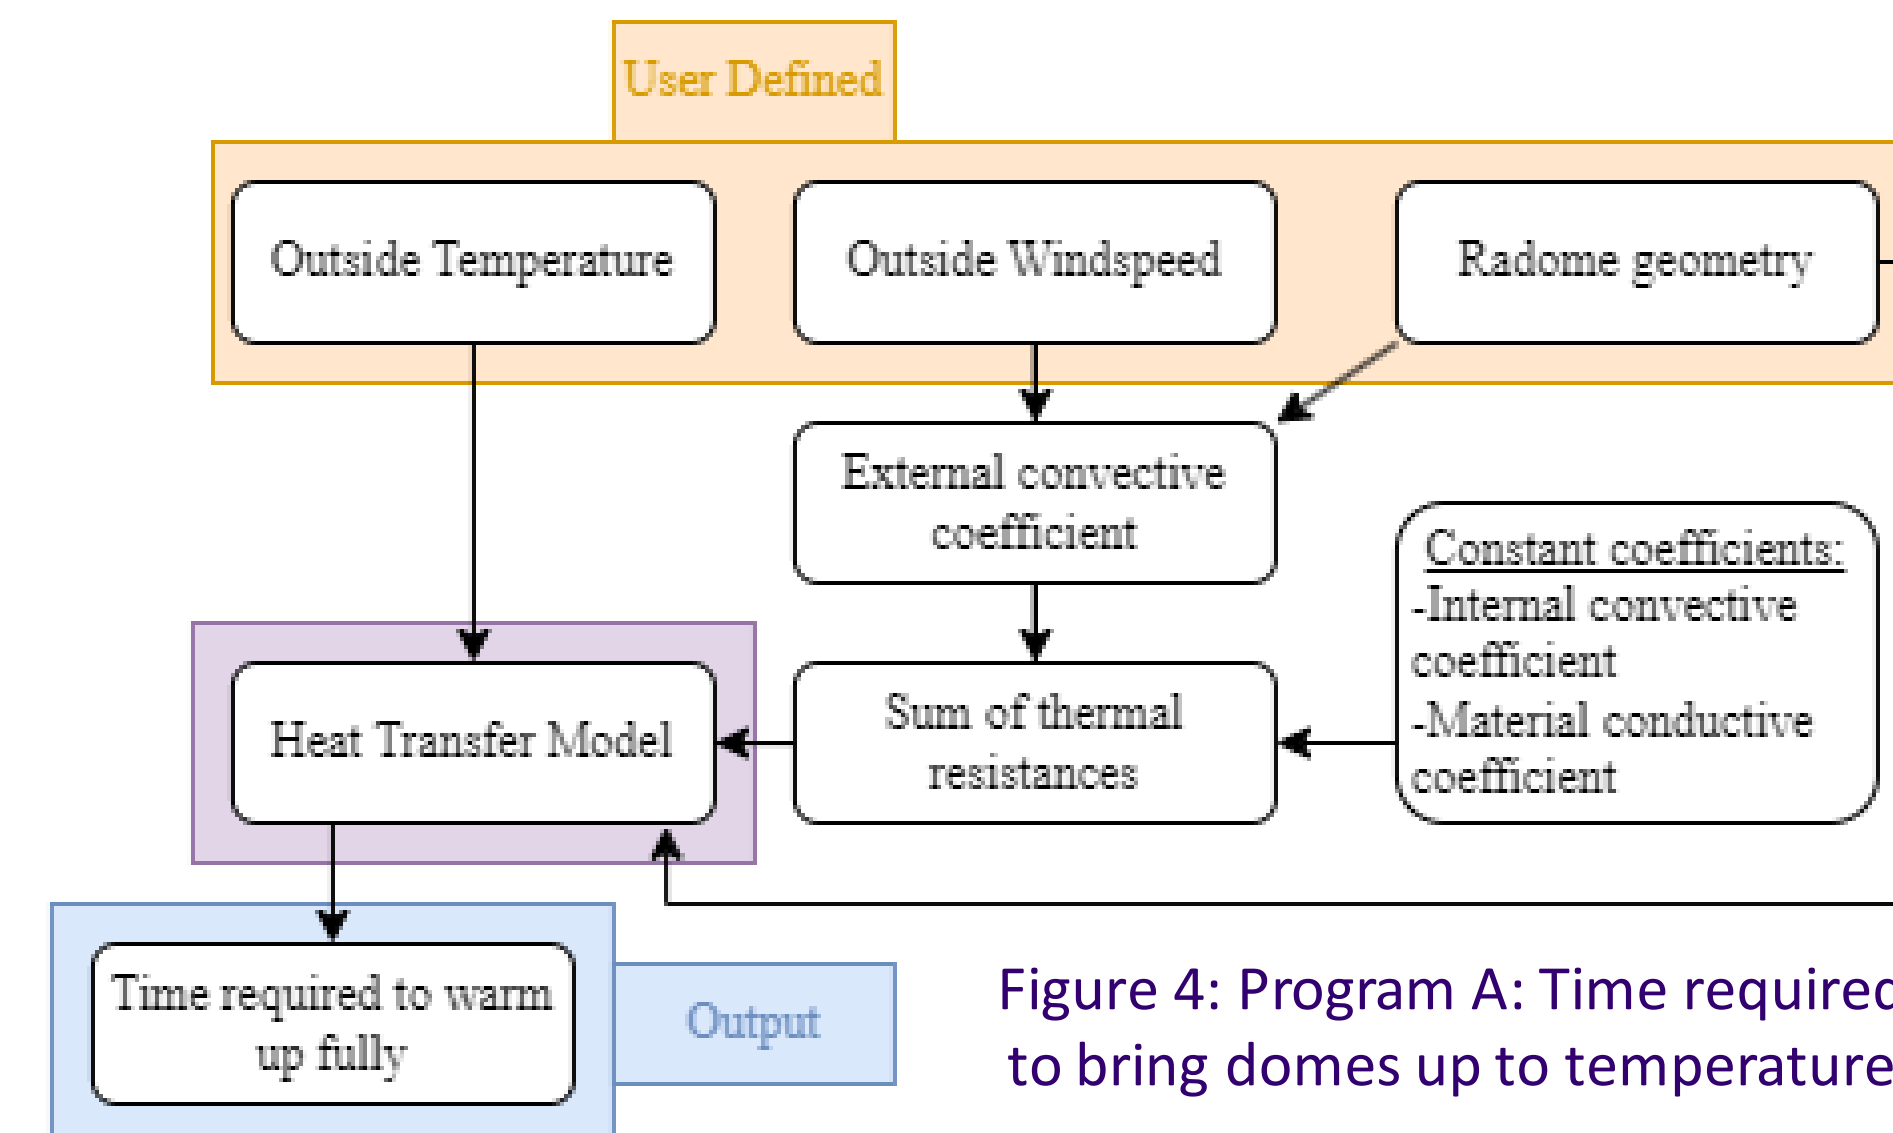 User Defined
Outside Temperature
Outside Windspeed
Radome geometry
External convective
coefficient
Constant coefficients:
-Internal convective
coefficient
-Material conductive
coefficient
Heat Transfer Model
Sum of thermal
resistances
Time required to warm
up fully
Output
Figure 4: Program A: Time required
to bring domes up to temperature